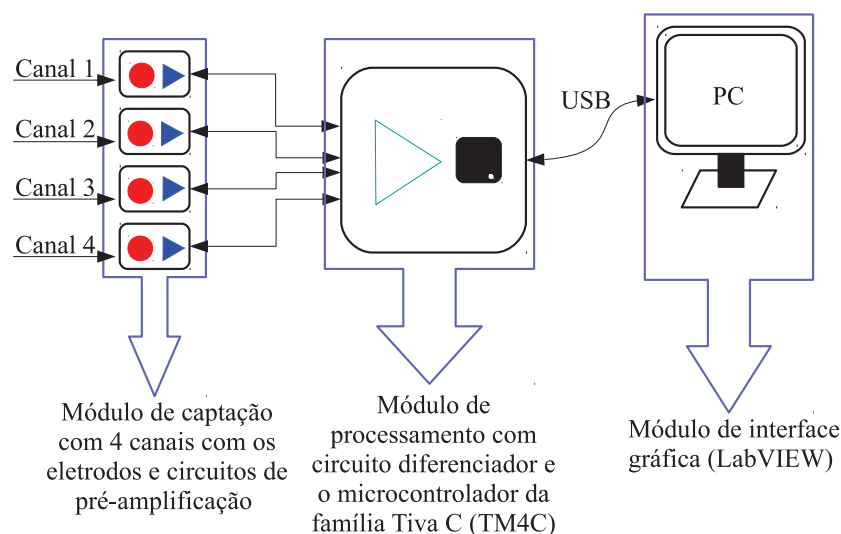 Canal 1
Canal 2
Canal 3
Canal 4
USB
PC
Módulo de captação
com 4 canais com os
eletrodos e circuitos de
pré-amplificação
Módulo de
processamento com
circuito diferenciador e
o microcontrolador da
família Tiva C (TM4C)
Módulo de interface
gráfica (LabVIEW)